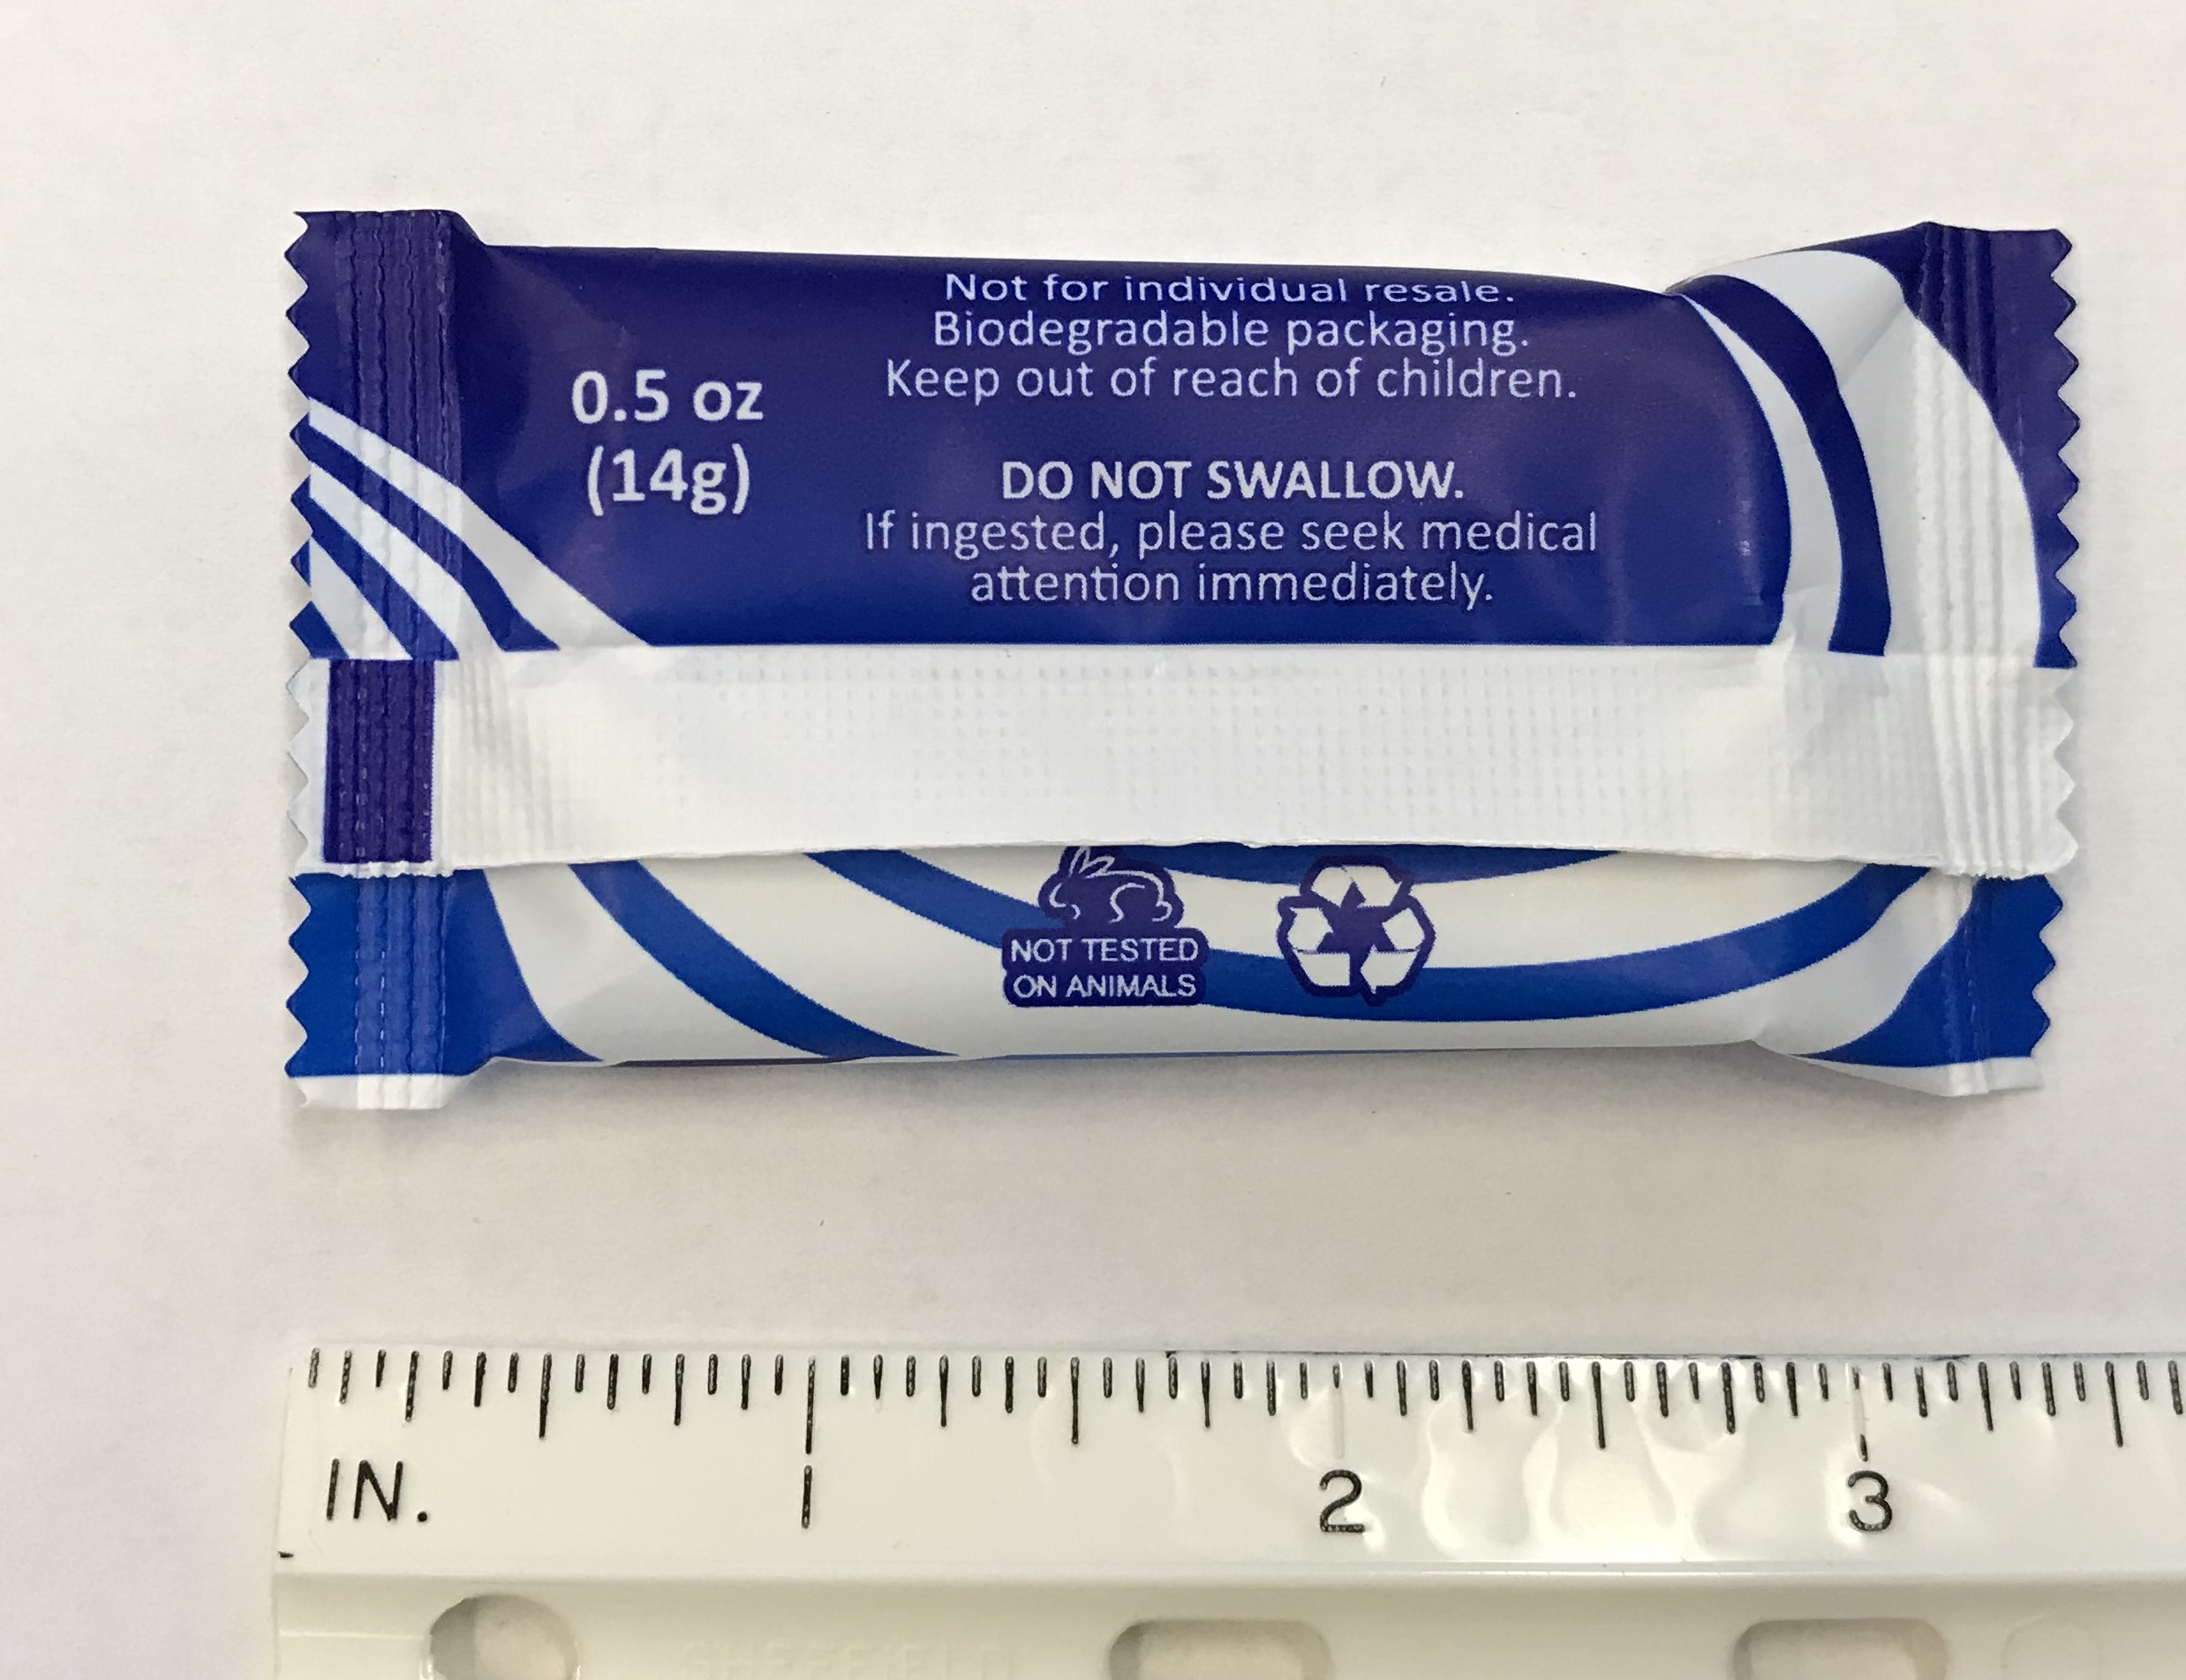 Not for individual resale.
Biodegradable packaging.
Keep out of reach of children.
0.5 oz
(14g)
DO NOT SWALLOW.
If ingested, please seek medical
attention immediately.
NOT TESTED
ON ANIMALS
IN.
1
2
3
SHEFFIELD